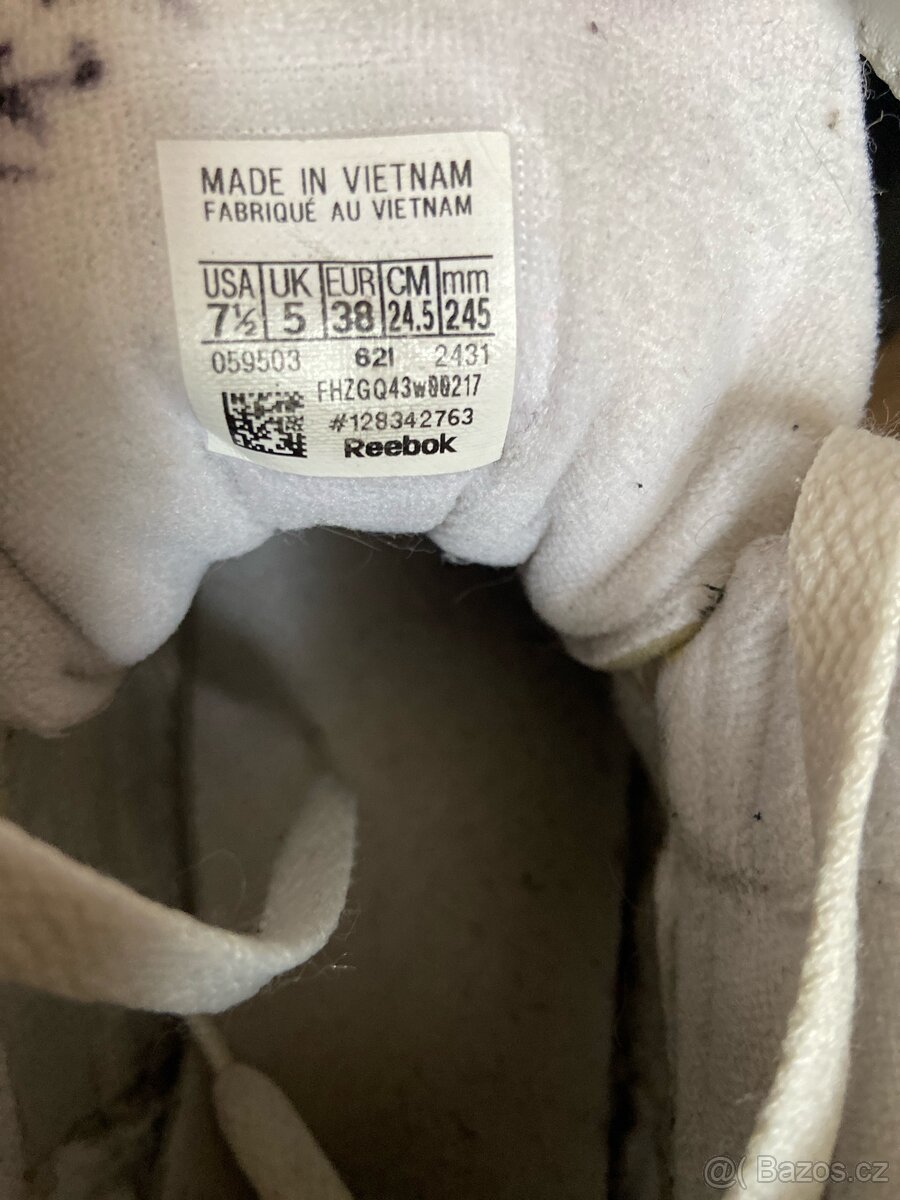 MADE IN VIETNAM
FABRIQUÉ AU VIETNAM
USA UK EUR CM mm
7½ 5 38 24.5 245
059503 621 2431
#128342763
Reebok
@( Bazos.cz